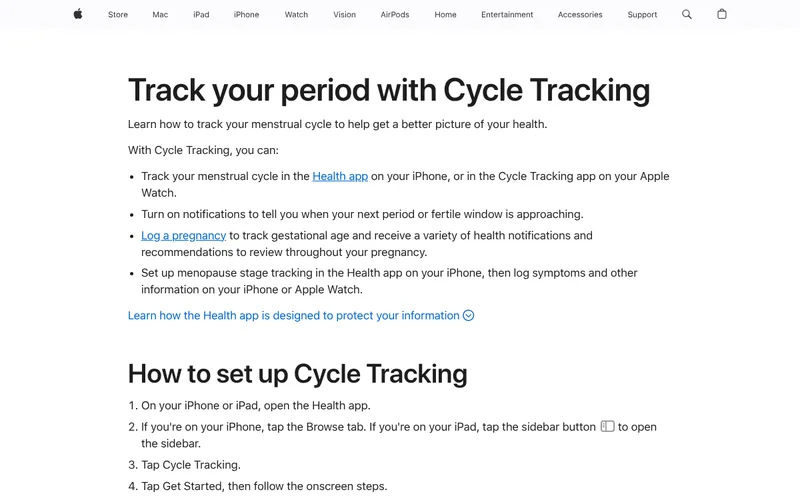 Store Mac iPad iPhone Watch Vision AirPods Home Entertainment Accessories Support
Track your period with Cycle Tracking
Learn how to track your menstrual cycle to help get a better picture of your health.
With Cycle Tracking, you can:
• Track your menstrual cycle in the Health app on your iPhone, or in the Cycle Tracking app on your Apple
Watch.
• Turn on notifications to tell you when your next period or fertile window is approaching.
• Log a pregnancy to track gestational age and receive a variety of health notifications and
recommendations to review throughout your pregnancy.
• Set up menopause stage tracking in the Health app on your iPhone, then log symptoms and other
information on your iPhone or Apple Watch.
Learn how the Health app is designed to protect your information
How to set up Cycle Tracking
1. On your iPhone or iPad, open the Health app.
2. If you're on your iPhone, tap the Browse tab. If you're on your iPad, tap the sidebar button to open
the sidebar.
3. Tap Cycle Tracking.
4. Tap Get Started, then follow the onscreen steps.